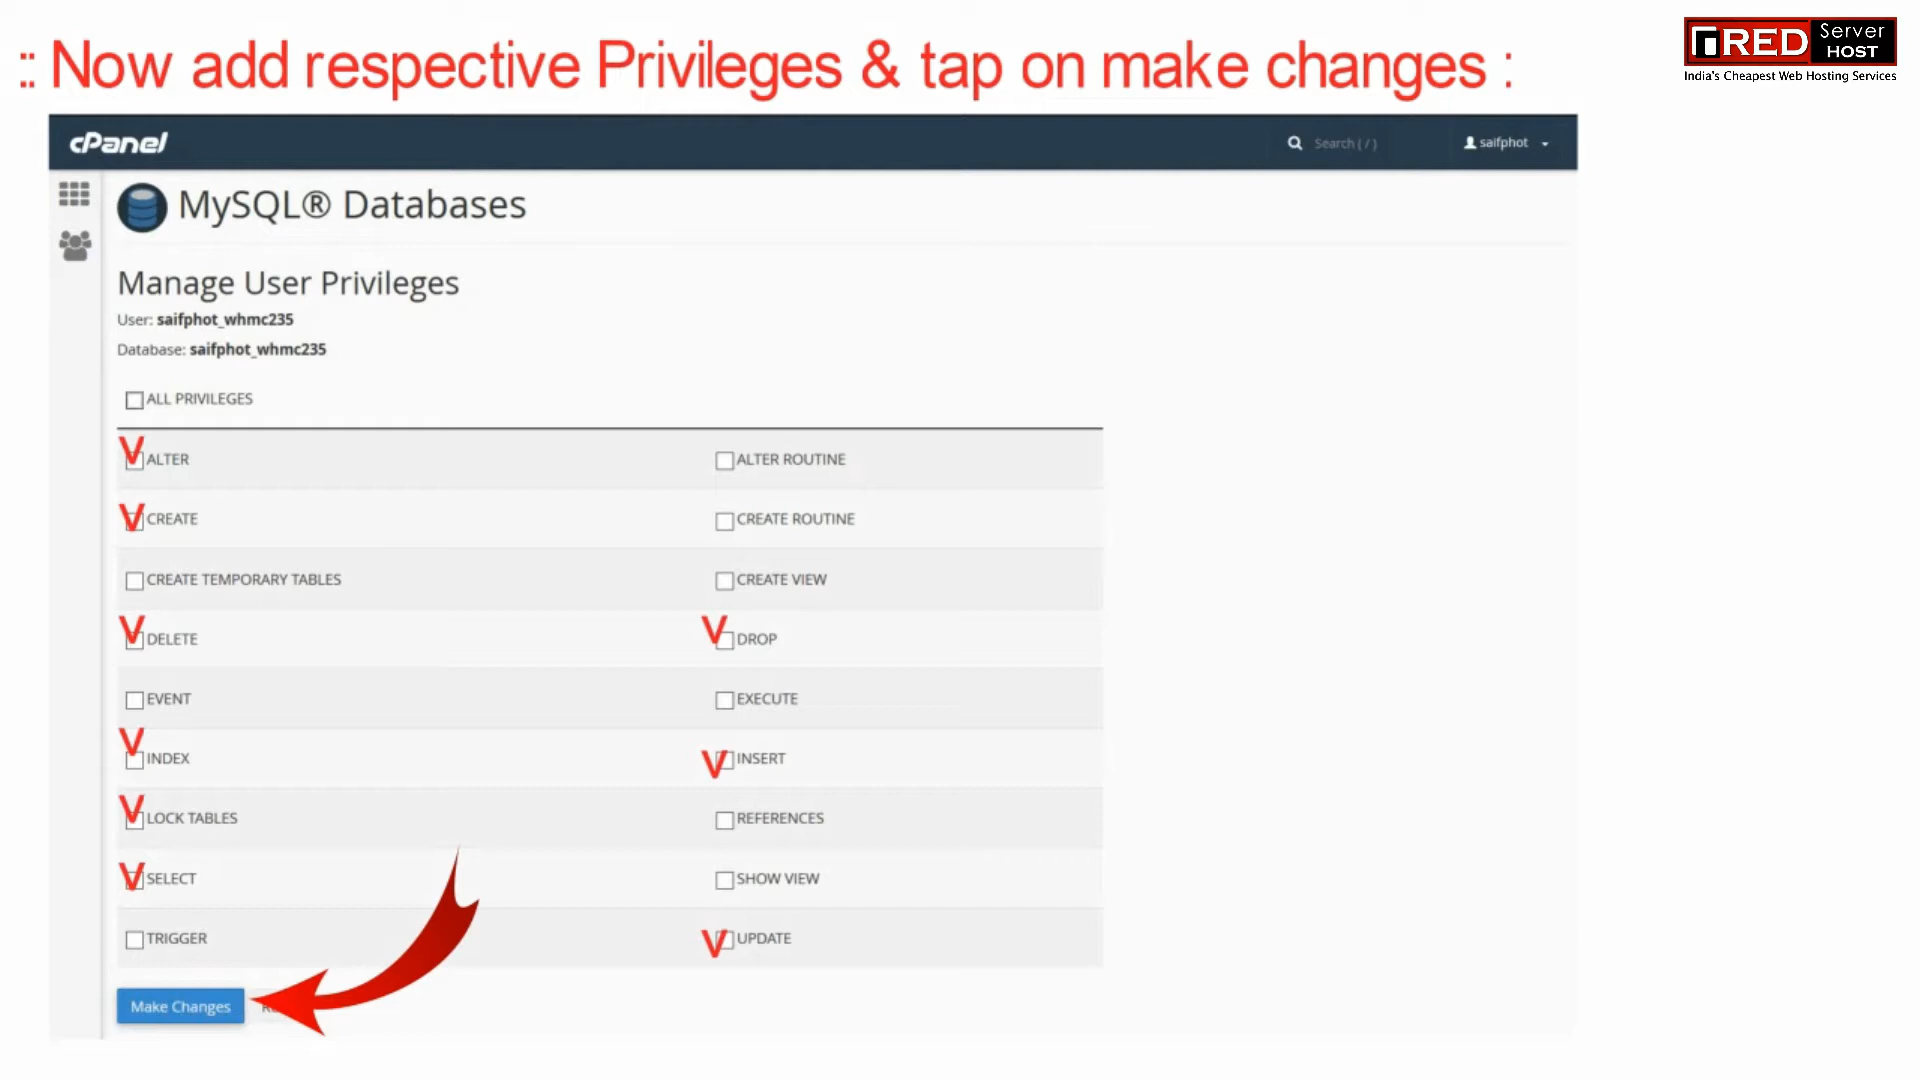 :: Now add respective Privileges & tap on make changes :
RED Server HOST
India's Cheapest Web Hosting Services
cPanel
Search ( / )
saifphot
MySQL® Databases
Manage User Privileges
User: saifphot_whmc235
Database: saifphot_whmc235
ALL PRIVILEGES
V ALTER
ALTER ROUTINE
V CREATE
CREATE ROUTINE
CREATE TEMPORARY TABLES
CREATE VIEW
V DELETE
V DROP
EVENT
EXECUTE
V INDEX
V INSERT
V LOCK TABLES
REFERENCES
V SELECT
SHOW VIEW
TRIGGER
V UPDATE
Make Changes